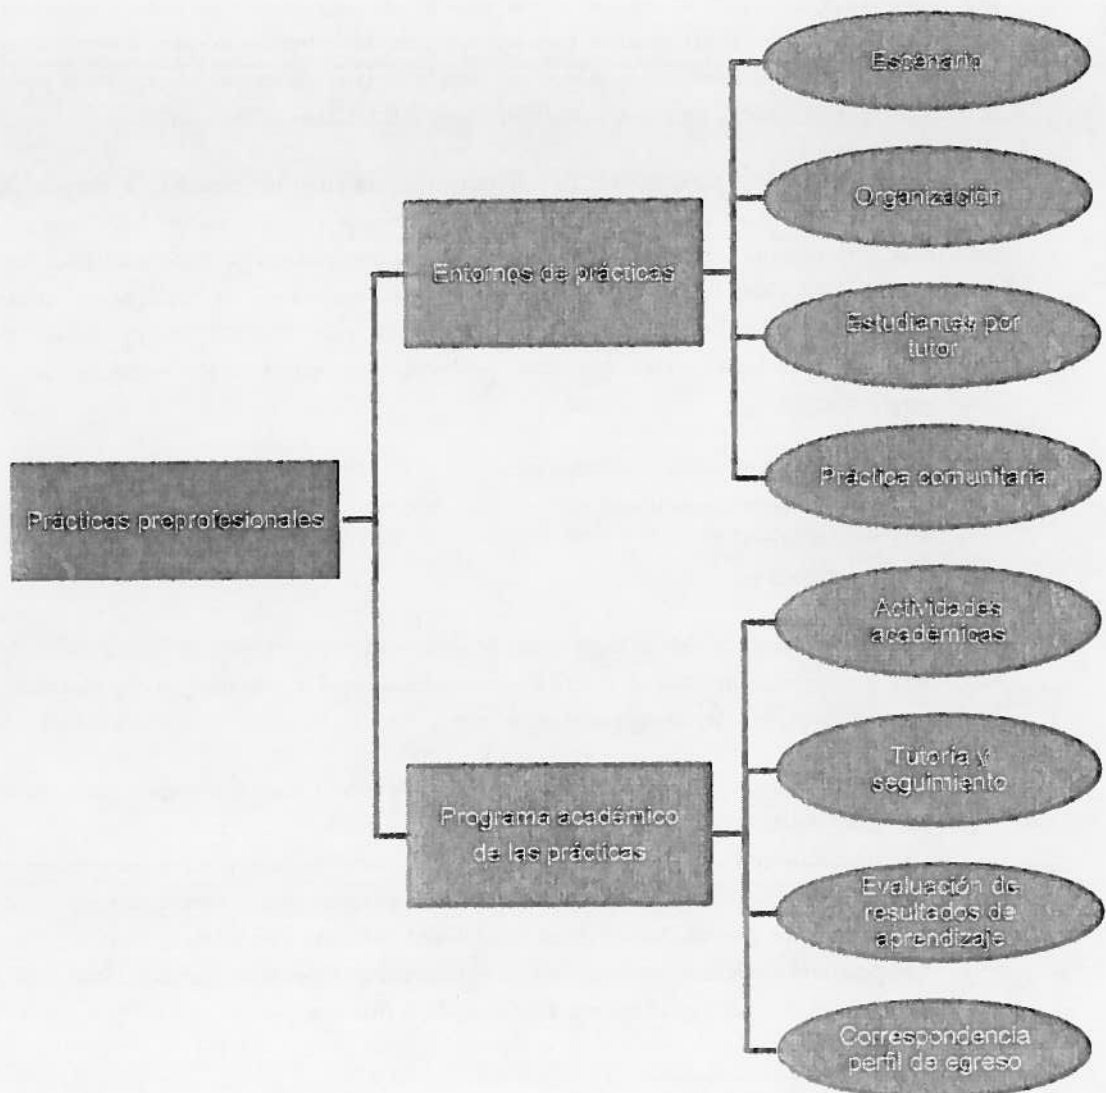 Prácticas preprofesionales
Entornos de prácticas
Escenario
Organización
Estudiantes por
tutor
Práctica comunitaria
Programa académico
de las prácticas
Actividades
académicas
Tutoría y
seguimiento
Evaluación de
resultados de
aprendizaje
Correspondencia
perfil de egreso